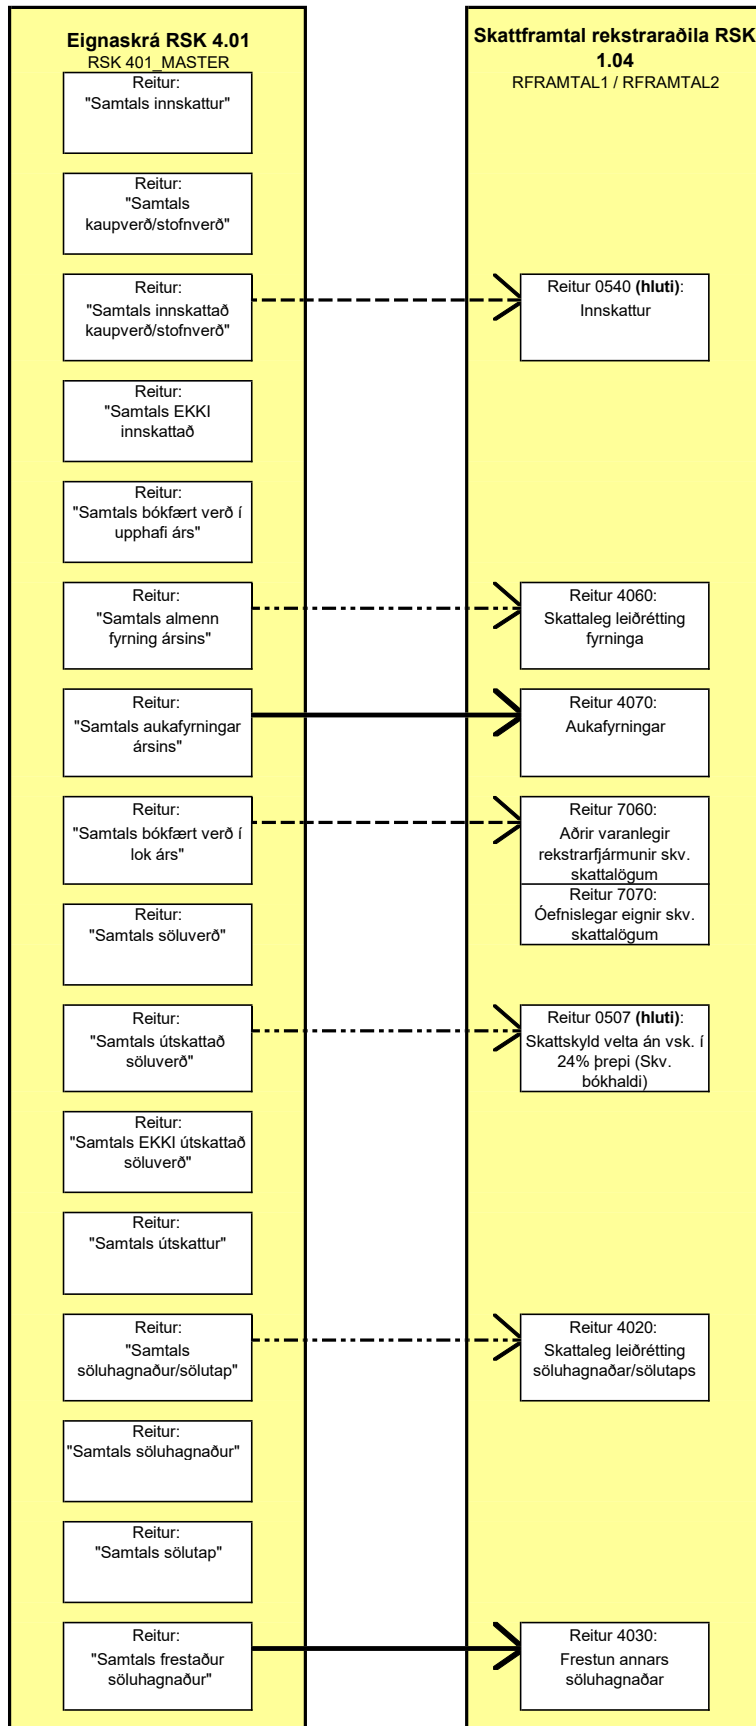 Eignaskrá RSK 4.01
RSK 401_MASTER
Reitur:
"Samtals innskattur"
Reitur:
"Samtals
kaupverð/stofnverð"
Reitur:
"Samtals innskattað
kaupverð/stofnverð"
Reitur:
"Samtals EKKI
innskattað
Reitur:
"Samtals bókfært verð í
upphafi árs"
Reitur:
"Samtals almenn
fyrning ársins"
Reitur:
"Samtals aukafyrningar
ársins"
Reitur:
"Samtals bókfært verð í
lok árs"
Reitur:
"Samtals söluverð"
Reitur:
"Samtals útskattað
söluverð"
Reitur:
"Samtals EKKI útskattað
söluverð"
Reitur:
"Samtals útskattur"
Reitur:
"Samtals
söluhagnaður/sölutap"
Reitur:
"Samtals söluhagnaður"
Reitur:
"Samtals sölutap"
Reitur:
"Samtals frestaður
söluhagnaður"
Skattframtal rekstraraðila RSK
1.04
RFRAMTAL1 / RFRAMTAL2
Reitur 0540 (hluti):
Innskattur
Reitur 4060:
Skattaleg leiðrétting
fyrninga
Reitur 4070:
Aukafyrningar
Reitur 7060:
Aðrir varanlegir
rekstrarfjármunir skv.
skattalögum
Reitur 7070:
Óefnislegar eignir skv.
skattalögum
Reitur 0507 (hluti):
Skattskyld velta án vsk. í
24% þrepi (Skv.
bókhaldi)
Reitur 4020:
Skattaleg leiðrétting
söluhagnaðar/sölutaps
Reitur 4030:
Frestun annars
söluhagnaðar